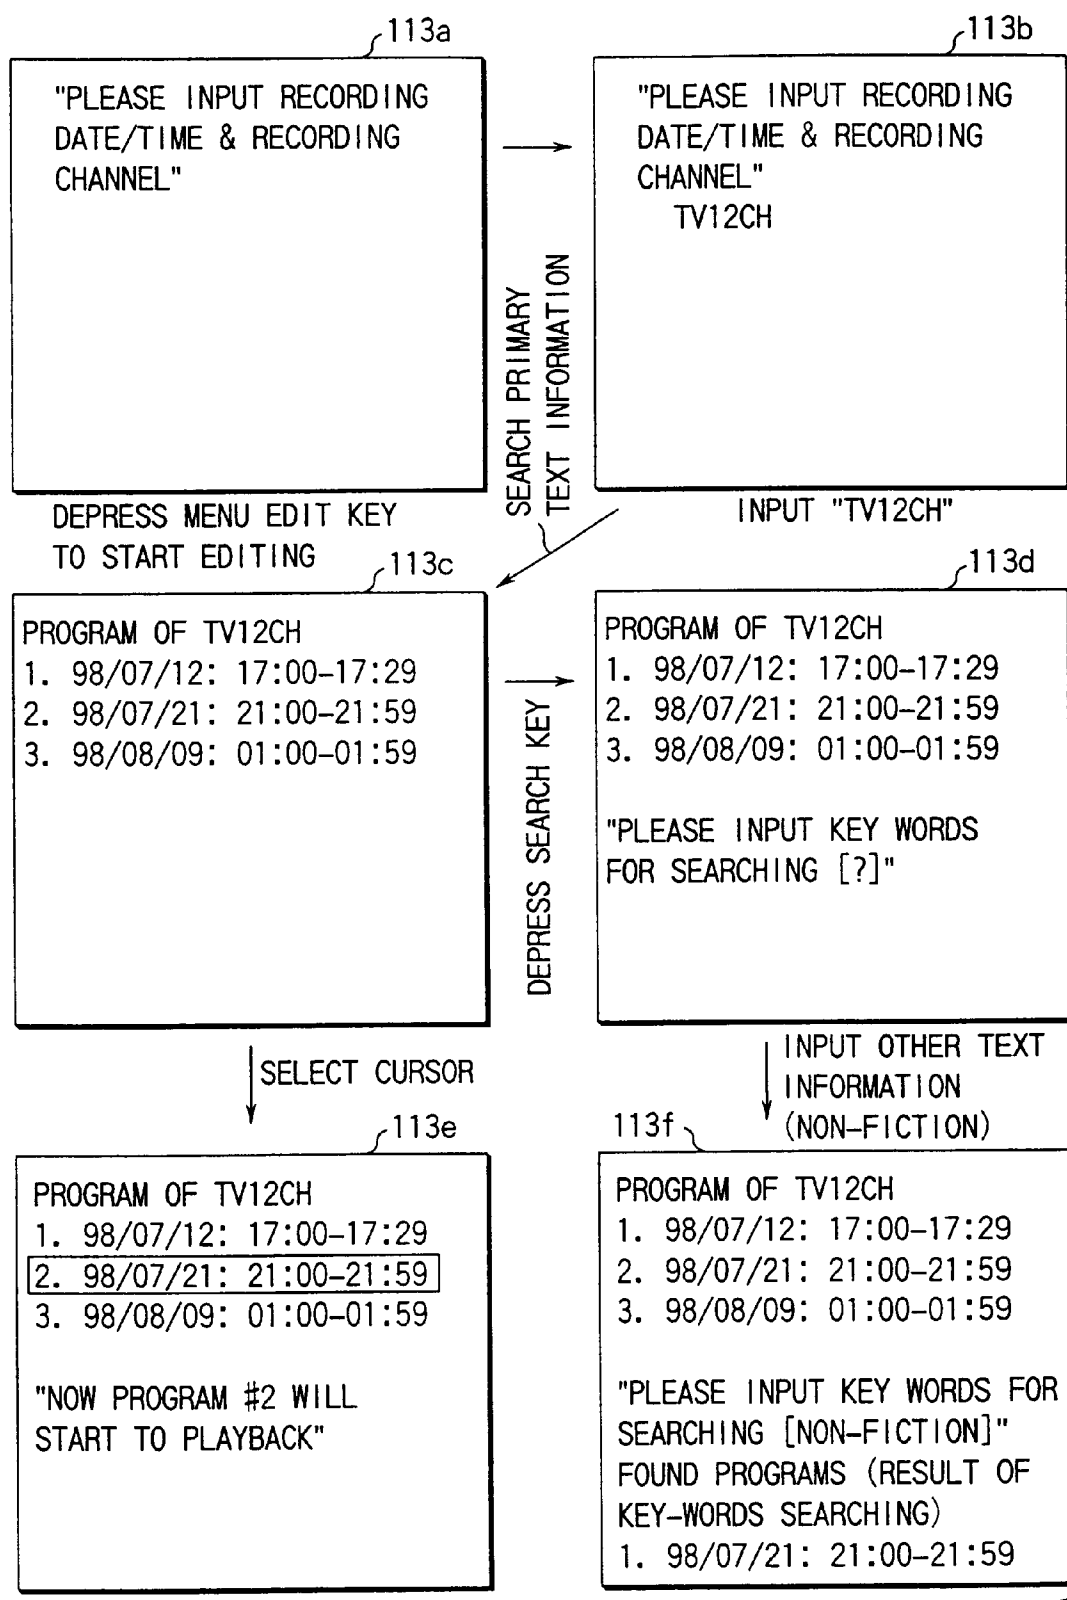 113a
"PLEASE INPUT RECORDING
DATE/TIME & RECORDING
CHANNEL"
DEPRESS MENU EDIT KEY
TO START EDITING
113b
"PLEASE INPUT RECORDING
DATE/TIME & RECORDING
CHANNEL"
TV12CH
INPUT "TV12CH"
SEARCH PRIMARY
TEXT INFORMATION
113c
PROGRAM OF TV12CH
1. 98/07/12: 17:00-17:29
2. 98/07/21: 21:00-21:59
3. 98/08/09: 01:00-01:59
DEPRESS SEARCH KEY
113d
PROGRAM OF TV12CH
1. 98/07/12: 17:00-17:29
2. 98/07/21: 21:00-21:59
3. 98/08/09: 01:00-01:59
"PLEASE INPUT KEY WORDS
FOR SEARCHING [?]"
SELECT CURSOR
113e
PROGRAM OF TV12CH
1. 98/07/12: 17:00-17:29
2. 98/07/21: 21:00-21:59
3. 98/08/09: 01:00-01:59
"NOW PROGRAM #2 WILL
START TO PLAYBACK"
INPUT OTHER TEXT
INFORMATION
(NON-FICTION)
113f
PROGRAM OF TV12CH
1. 98/07/12: 17:00-17:29
2. 98/07/21: 21:00-21:59
3. 98/08/09: 01:00-01:59
"PLEASE INPUT KEY WORDS FOR
SEARCHING [NON-FICTION]"
FOUND PROGRAMS (RESULT OF
KEY-WORDS SEARCHING)
1. 98/07/21: 21:00-21:59